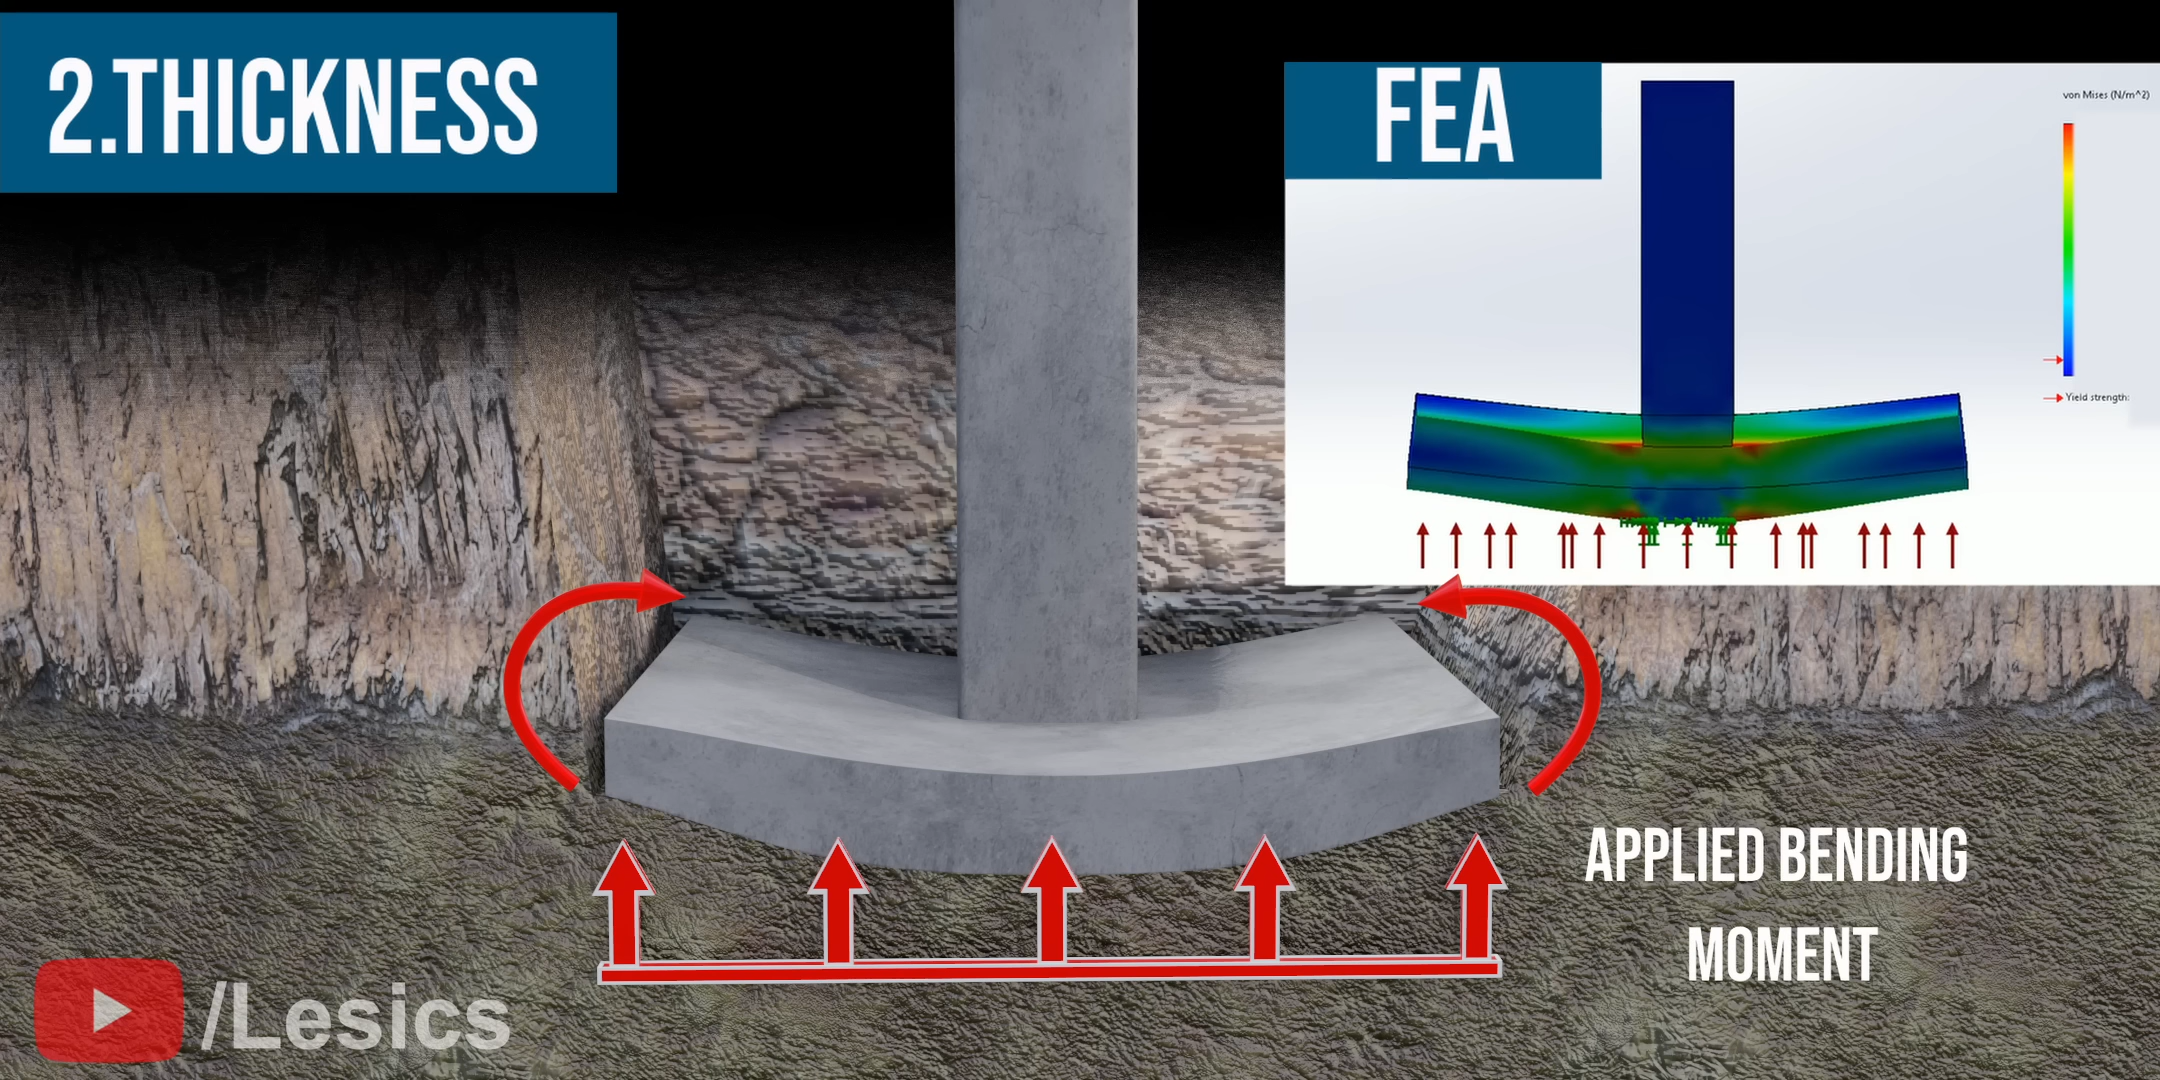 2.THICKNESS
FEA
von Mises (N/m^2)
Yield strength:
APPLIED BENDING
MOMENT
/Lesics